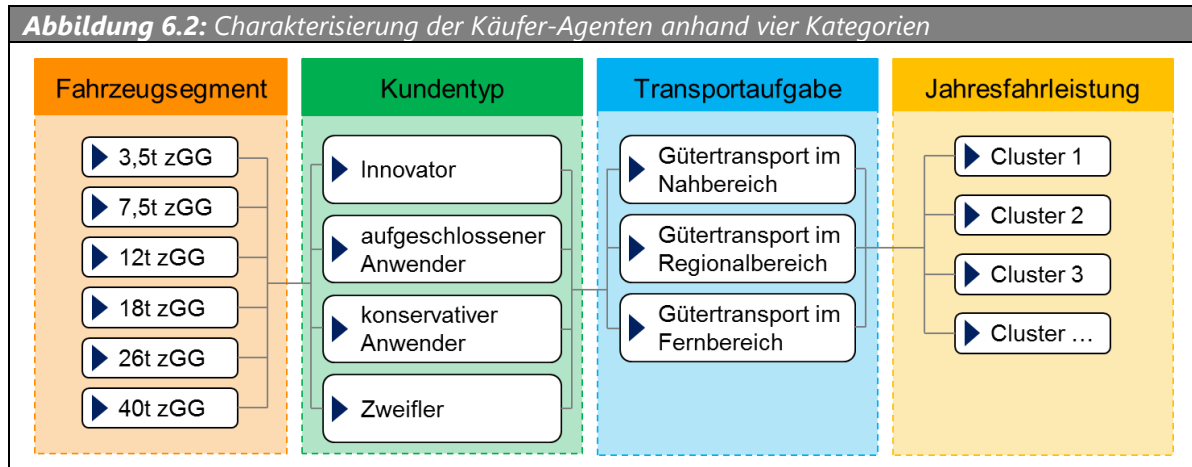 Abbildung 6.2: Charakterisierung der Käufer-Agenten anhand vier Kategorien
Fahrzeugsegment
3,5t zGG
7,5t zGG
12t zGG
18t zGG
26t zGG
40t zGG
Kundentyp
Innovator
aufgeschlossener
Anwender
konservativer
Anwender
Zweifler
Transportaufgabe
Gütertransport im
Nahbereich
Gütertransport im
Regionalbereich
Gütertransport im
Fernbereich
Jahresfahrleistung
Cluster 1
Cluster 2
Cluster 3
Cluster …